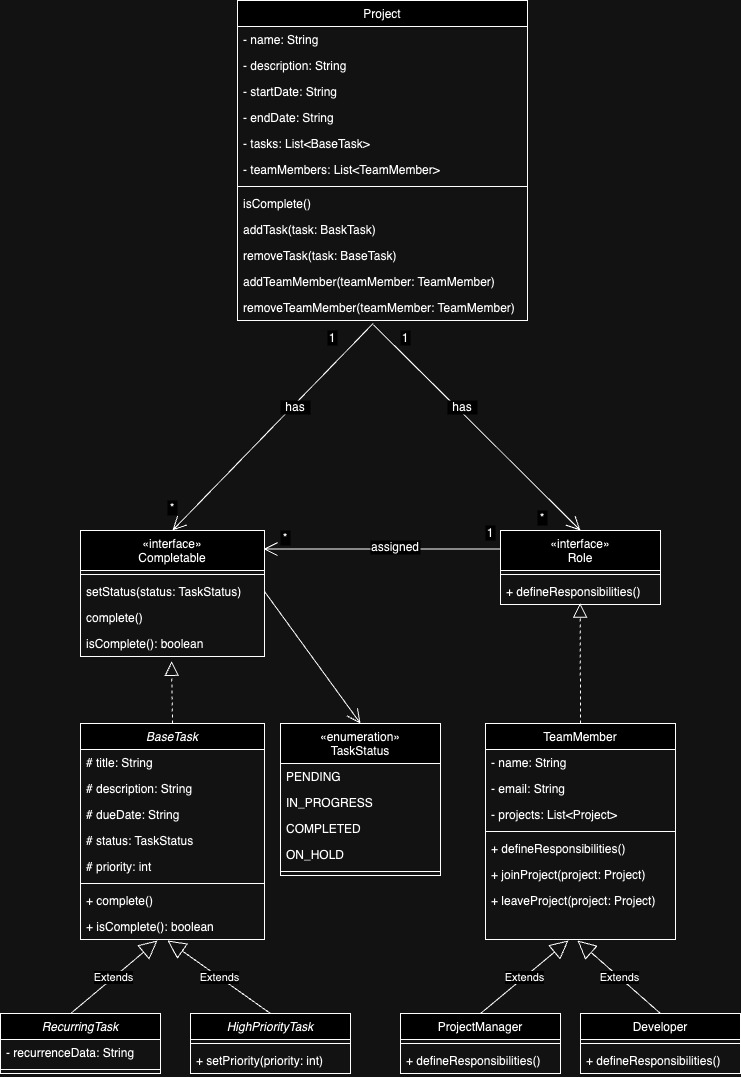 Project
- name: String
- description: String
- startDate: String
- endDate: String
- tasks: List<BaseTask>
- teamMembers: List<TeamMember>
isComplete()
addTask(task: BaskTask)
removeTask(task: BaseTask)
addTeamMember(teamMember: TeamMember)
removeTeamMember(teamMember: TeamMember)
1
1
has
has
*
*
«interface»
Completable
setStatus(status: TaskStatus)
complete()
isComplete(): boolean
*
assigned
1
«interface»
Role
+ defineResponsibilities()
BaseTask
# title: String
# description: String
# dueDate: String
# status: TaskStatus
# priority: int
+ complete()
+ isComplete(): boolean
«enumeration»
TaskStatus
PENDING
IN_PROGRESS
COMPLETED
ON_HOLD
TeamMember
- name: String
- email: String
- projects: List<Project>
+ defineResponsibilities()
+ joinProject(project: Project)
+ leaveProject(project: Project)
Extends
Extends
Extends
Extends
RecurringTask
- recurrenceData: String
HighPriorityTask
+ setPriority(priority: int)
ProjectManager
+ defineResponsibilities()
Developer
+ defineResponsibilities()